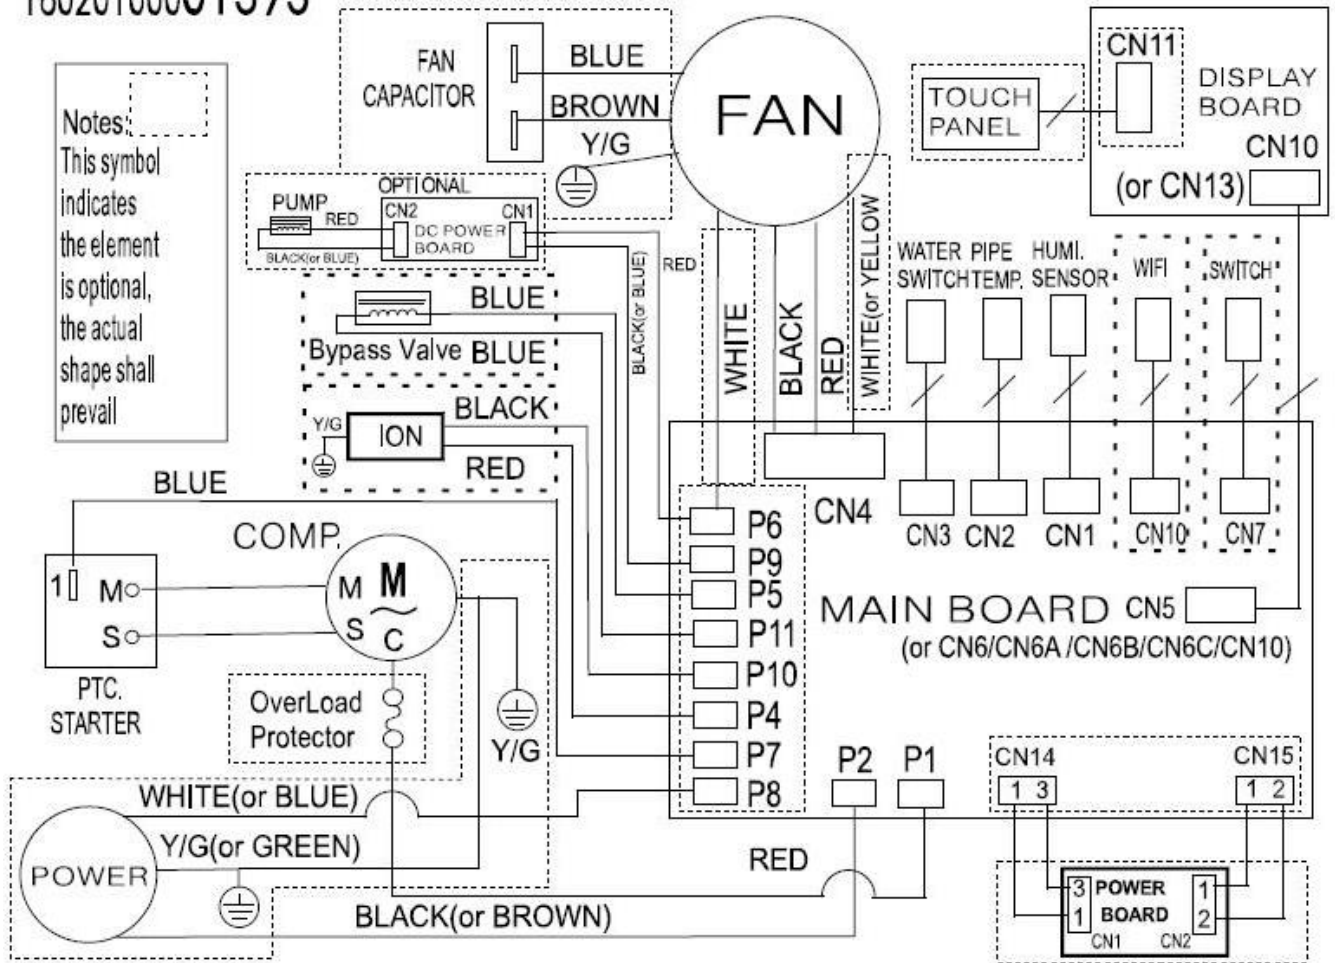 Notes:
This symbol
indicates
the element
is optional,
the actual
shape shall
prevail
FAN
CAPACITOR
BLUE
BROWN
Y/G
FAN
TOUCH
PANEL
CN11
DISPLAY
BOARD
CN10
(or CN13)
OPTIONAL
PUMP
RED
BLACK(or BLUE)
CN2
CN1
DC POWER
BOARD
RED
BLACK(or BLUE)
WHITE
BLACK
RED
WIHITE(or YELLOW)
BLUE
Bypass Valve BLUE
BLACK
Y/G
ION
RED
WATER
SWITCH
PIPE
TEMP.
HUMI.
SENSOR
WIFI
SWITCH
CN4
CN3
CN2
CN1
CN10
CN7
BLUE
COMP.
1
M
S
PTC.
STARTER
M
M
S
C
OverLoad
Protector
Y/G
P6
P9
P5
P11
P10
P4
P7
P8
MAIN BOARD
CN5
(or CN6/CN6A/CN6B/CN6C/CN10)
P2
P1
CN14
1 3
CN15
1 2
POWER
WHITE(or BLUE)
Y/G(or GREEN)
BLACK(or BROWN)
RED
3
1
POWER
BOARD
1
2
CN1
CN2